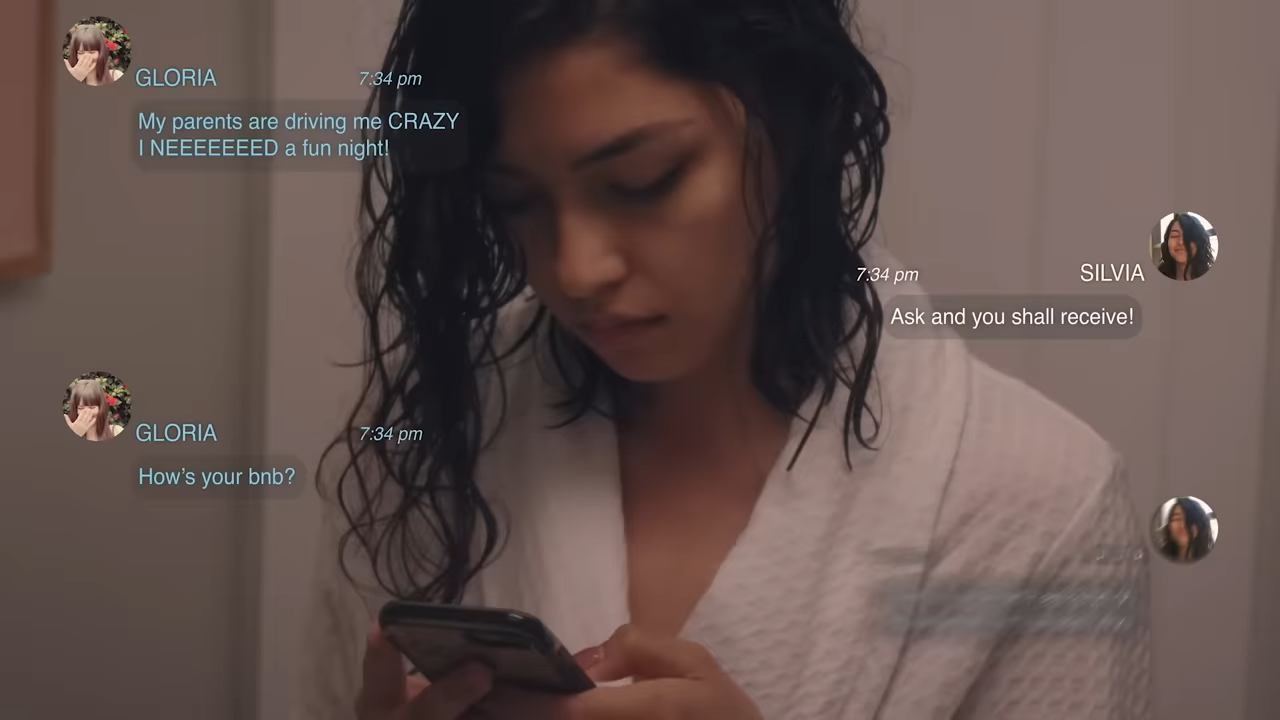 GLORIA 7:34 pm
My parents are driving me CRAZY
I NEEEEEEED a fun night!
7:34 pm SILVIA
Ask and you shall receive!
GLORIA 7:34 pm
How's your bnb?